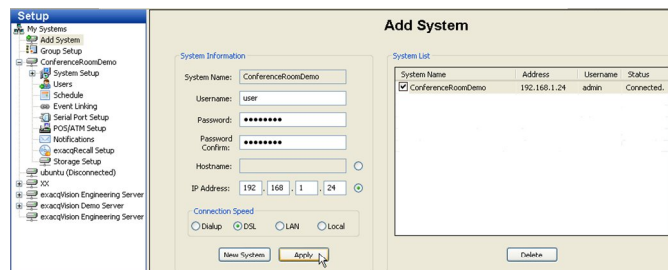 Setup
My Systems
Add System
Group Setup
ConferenceRoomDemo
System Setup
Users
Schedule
Event Linking
Serial Port Setup
POS/ATM Setup
Notifications
exacqRecall Setup
Storage Setup
ubuntu (Disconnected)
XX
exacqVision Engineering Server
exacqVision Demo Server
exacqVision Engineering Server
Add System
System Information
System Name: ConferenceRoomDemo
Username: user
Password: ••••••••
Password Confirm: ••••••••
Hostname:
IP Address: 192 . 168 . 1 . 24
Connection Speed
Dialup DSL LAN Local
New System Apply
System List
System Name Address Username Status
ConferenceRoomDemo 192.168.1.24 admin Connected.
Delete